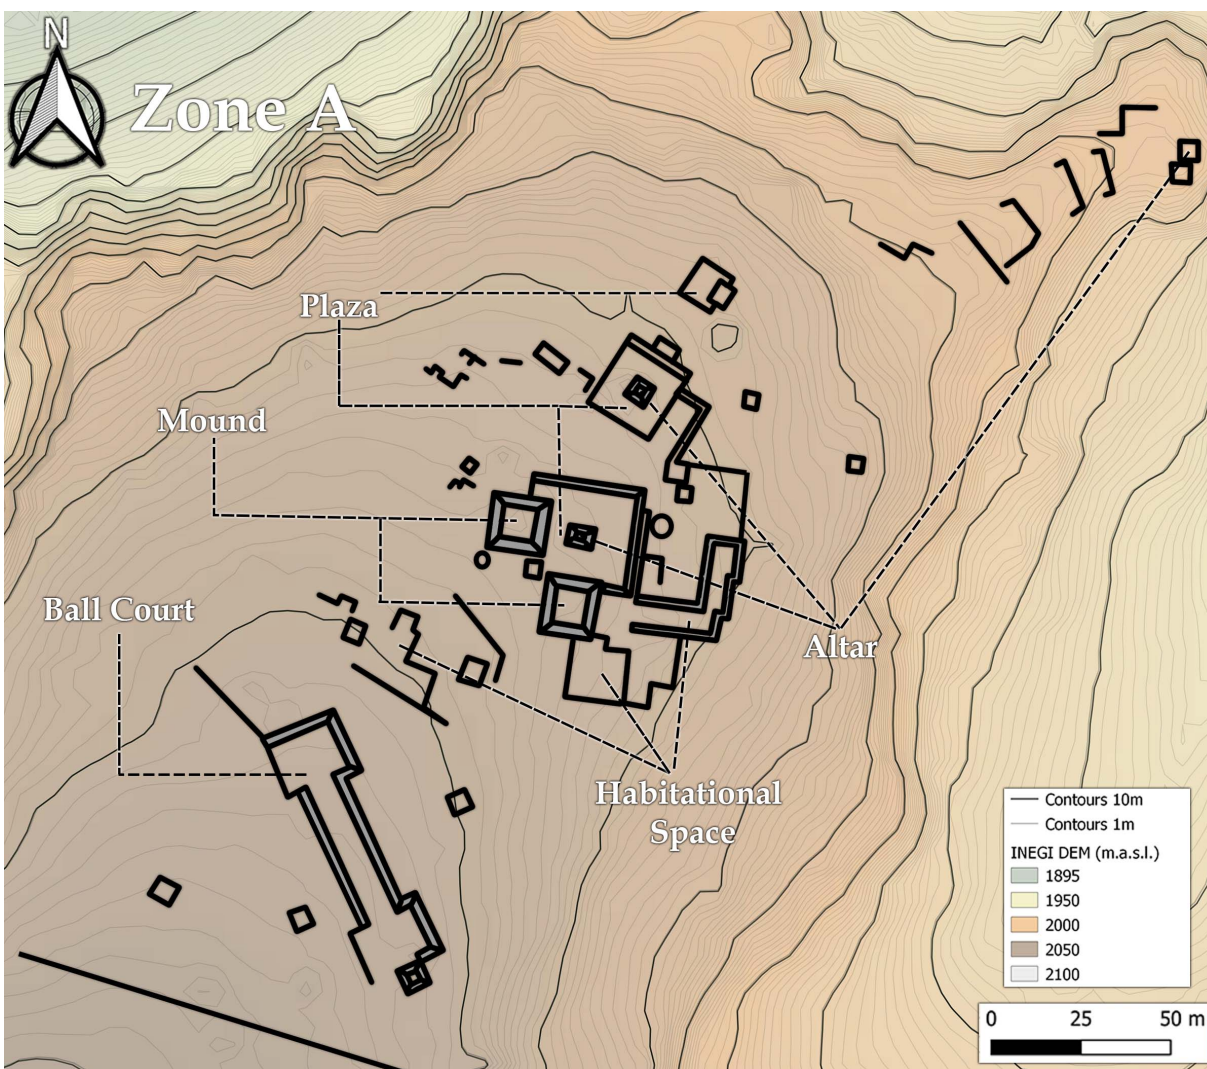 N
Zone A
Plaza
Mound
Ball Court
Altar
Habitational
Space
Contours 10m
Contours 1m
INEGI DEM (m.a.s.l.)
1895
1950
2000
2050
2100
0 25 50 m